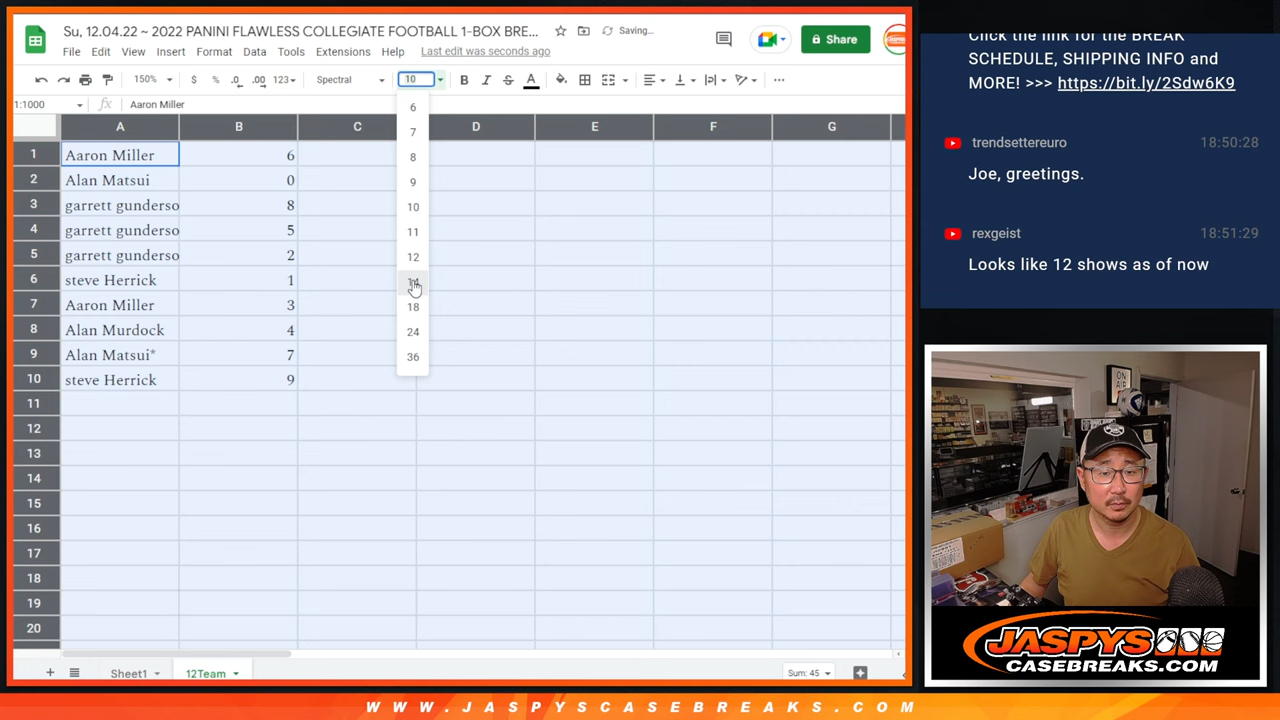 Su, 12.04.22 ~ 2022 PANINI FLAWLESS COLLEGIATE FOOTBALL 1-BOX BRE...
Saving...
File Edit View Insert Format Data Tools Extensions Help Last edit was seconds ago
Share
150% $ % .0 .00 123 Spectral 10 B I S A
1:1000 fx Aaron Miller
A B C D E F G
1 Aaron Miller 6
2 Alan Matsui 0
3 garrett gunderso 8
4 garrett gunderso 5
5 garrett gunderso 2
6 steve Herrick 1
7 Aaron Miller 3
8 Alan Murdock 4
9 Alan Matsui* 7
10 steve Herrick 9
11
12
13
14
15
16
17
18
19
20
6
7
8
9
10
11
12
14
18
24
36
Sheet1 12Team Sum: 45
Click the link for the BREAK
SCHEDULE, SHIPPING INFO and
MORE! >>> https://bit.ly/2Sdw6K9
trendsettereuro 18:50:28
Joe, greetings.
rexgeist 18:51:29
Looks like 12 shows as of now
ON AIR
JASPYS
CASEBREAKS.COM
WWW.JASPYSCASEBREAKS.COM